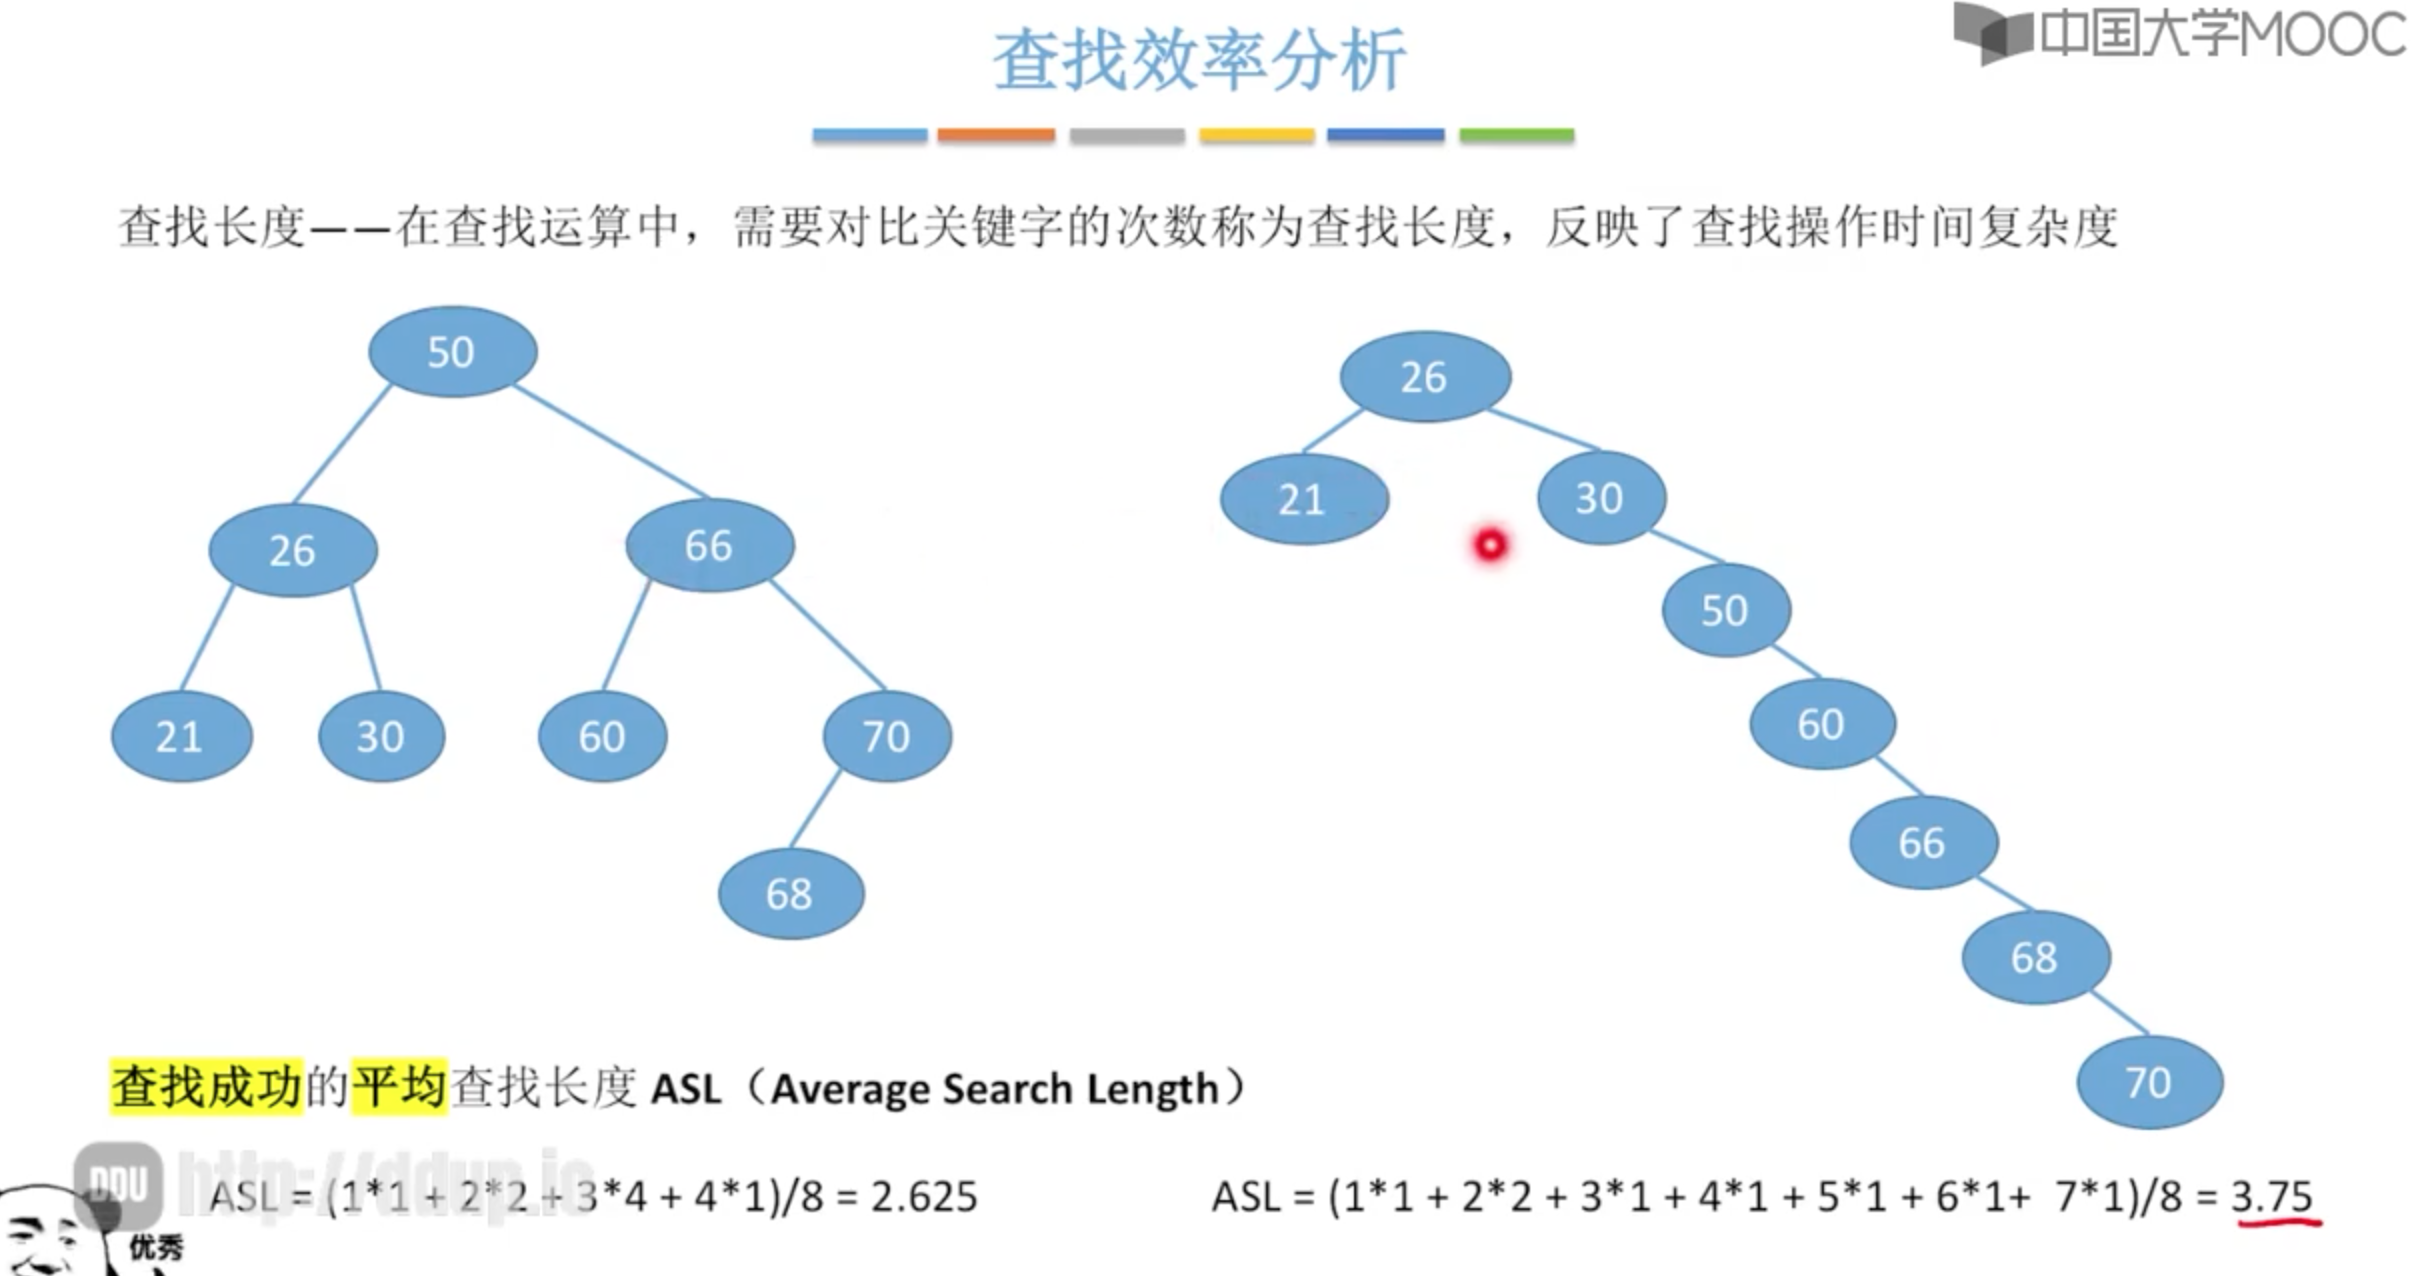 查找效率分析
中国大学MOOC
查找长度——在查找运算中，需要对比关键字的次数称为查找长度，反映了查找操作时间复杂度
50
26
66
21
30
60
70
68
26
21
30
50
60
66
68
70
查找成功的平均查找长度 ASL（Average Search Length）
DDU http://ddup.ic
ASL = (1*1 + 2*2 + 3*4 + 4*1)/8 = 2.625
ASL = (1*1 + 2*2 + 3*1 + 4*1 + 5*1 + 6*1+ 7*1)/8 = 3.75
优秀